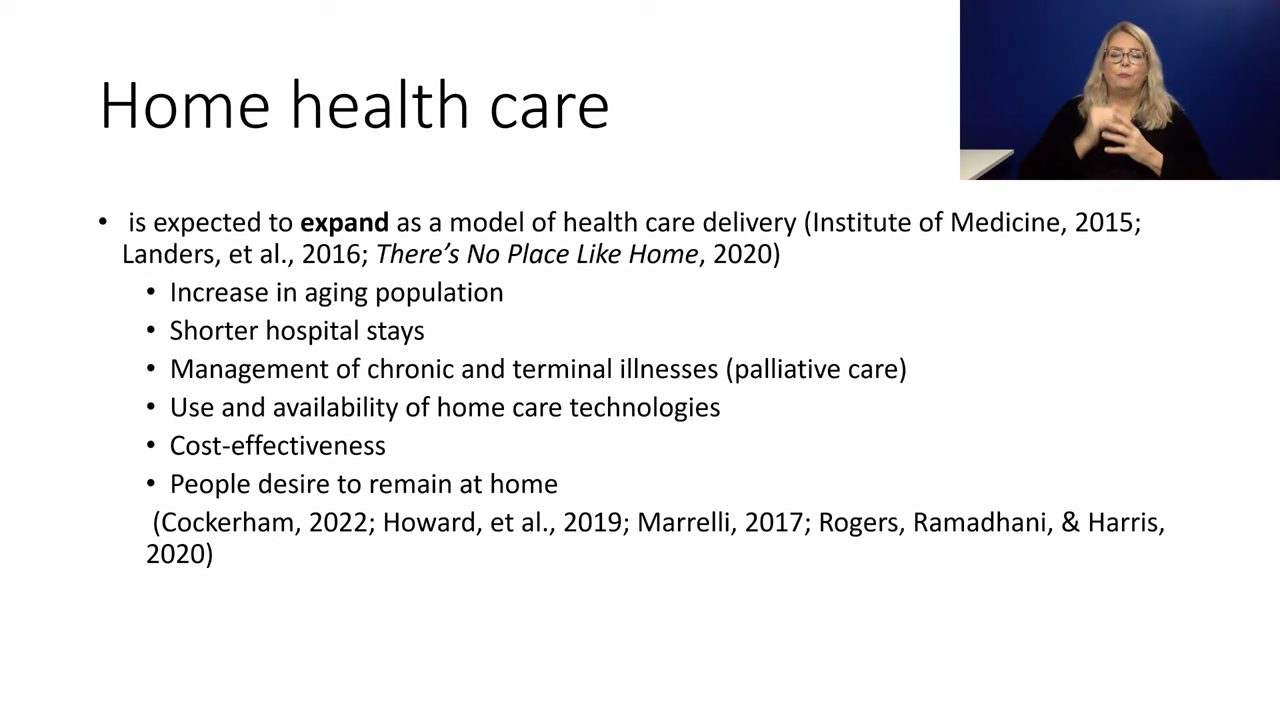 Home health care
• is expected to expand as a model of health care delivery (Institute of Medicine, 2015;
Landers, et al., 2016; There’s No Place Like Home, 2020)
• Increase in aging population
• Shorter hospital stays
• Management of chronic and terminal illnesses (palliative care)
• Use and availability of home care technologies
• Cost-effectiveness
• People desire to remain at home
(Cockerham, 2022; Howard, et al., 2019; Marrelli, 2017; Rogers, Ramadhani, & Harris,
2020)